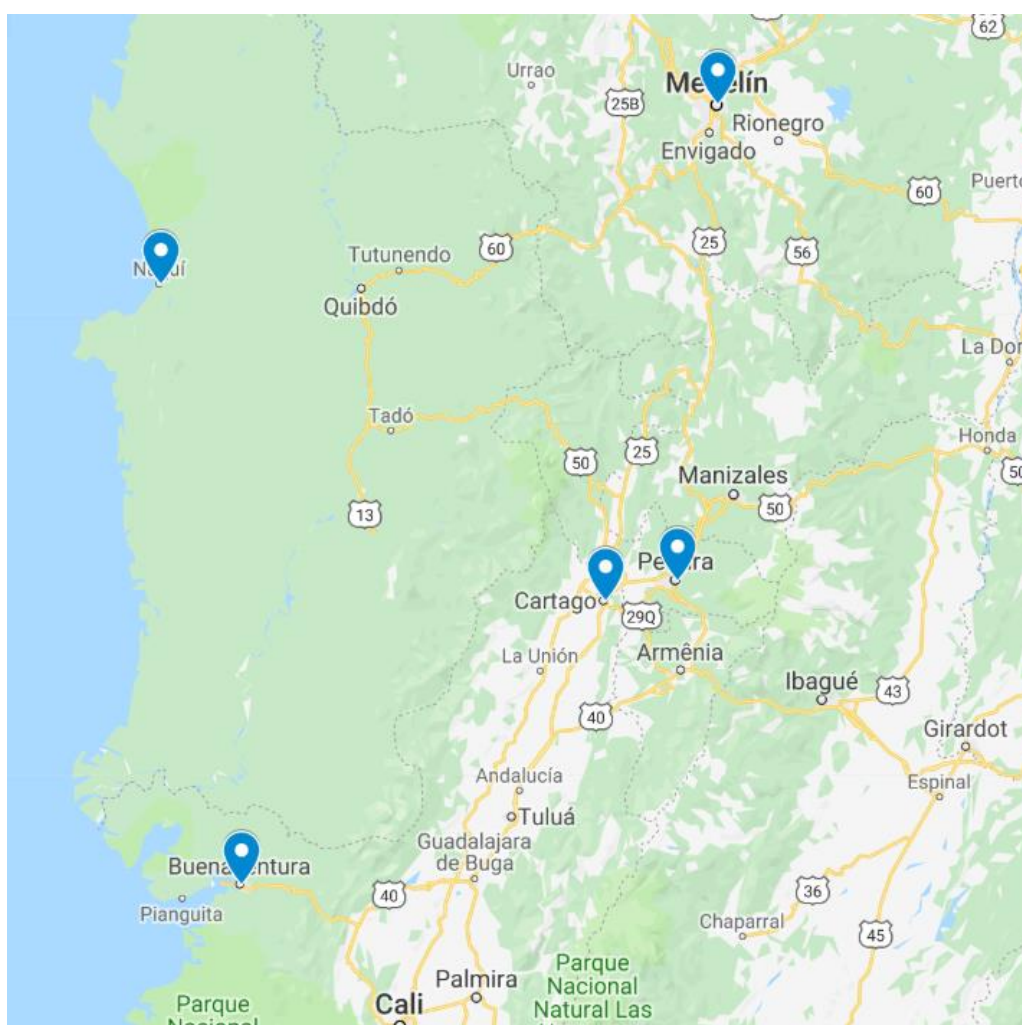 62
Urrao
25B
Rionegro
Envigado
60
Puerto
25
56
60
Tutunendo
Quibdó
La Dor
Tadó
Honda
50
25
50
Manizales
50
13
Cartago
29Q
La Unión
Armênia
Ibagué
43
40
Girardot
Andalucía
Espinal
Tuluá
Guadalajara
de Buga
Buenaventura
40
36
Pianguita
Chaparral
45
Palmira
Parque
Nacional
Natural Las
Cali
Parque